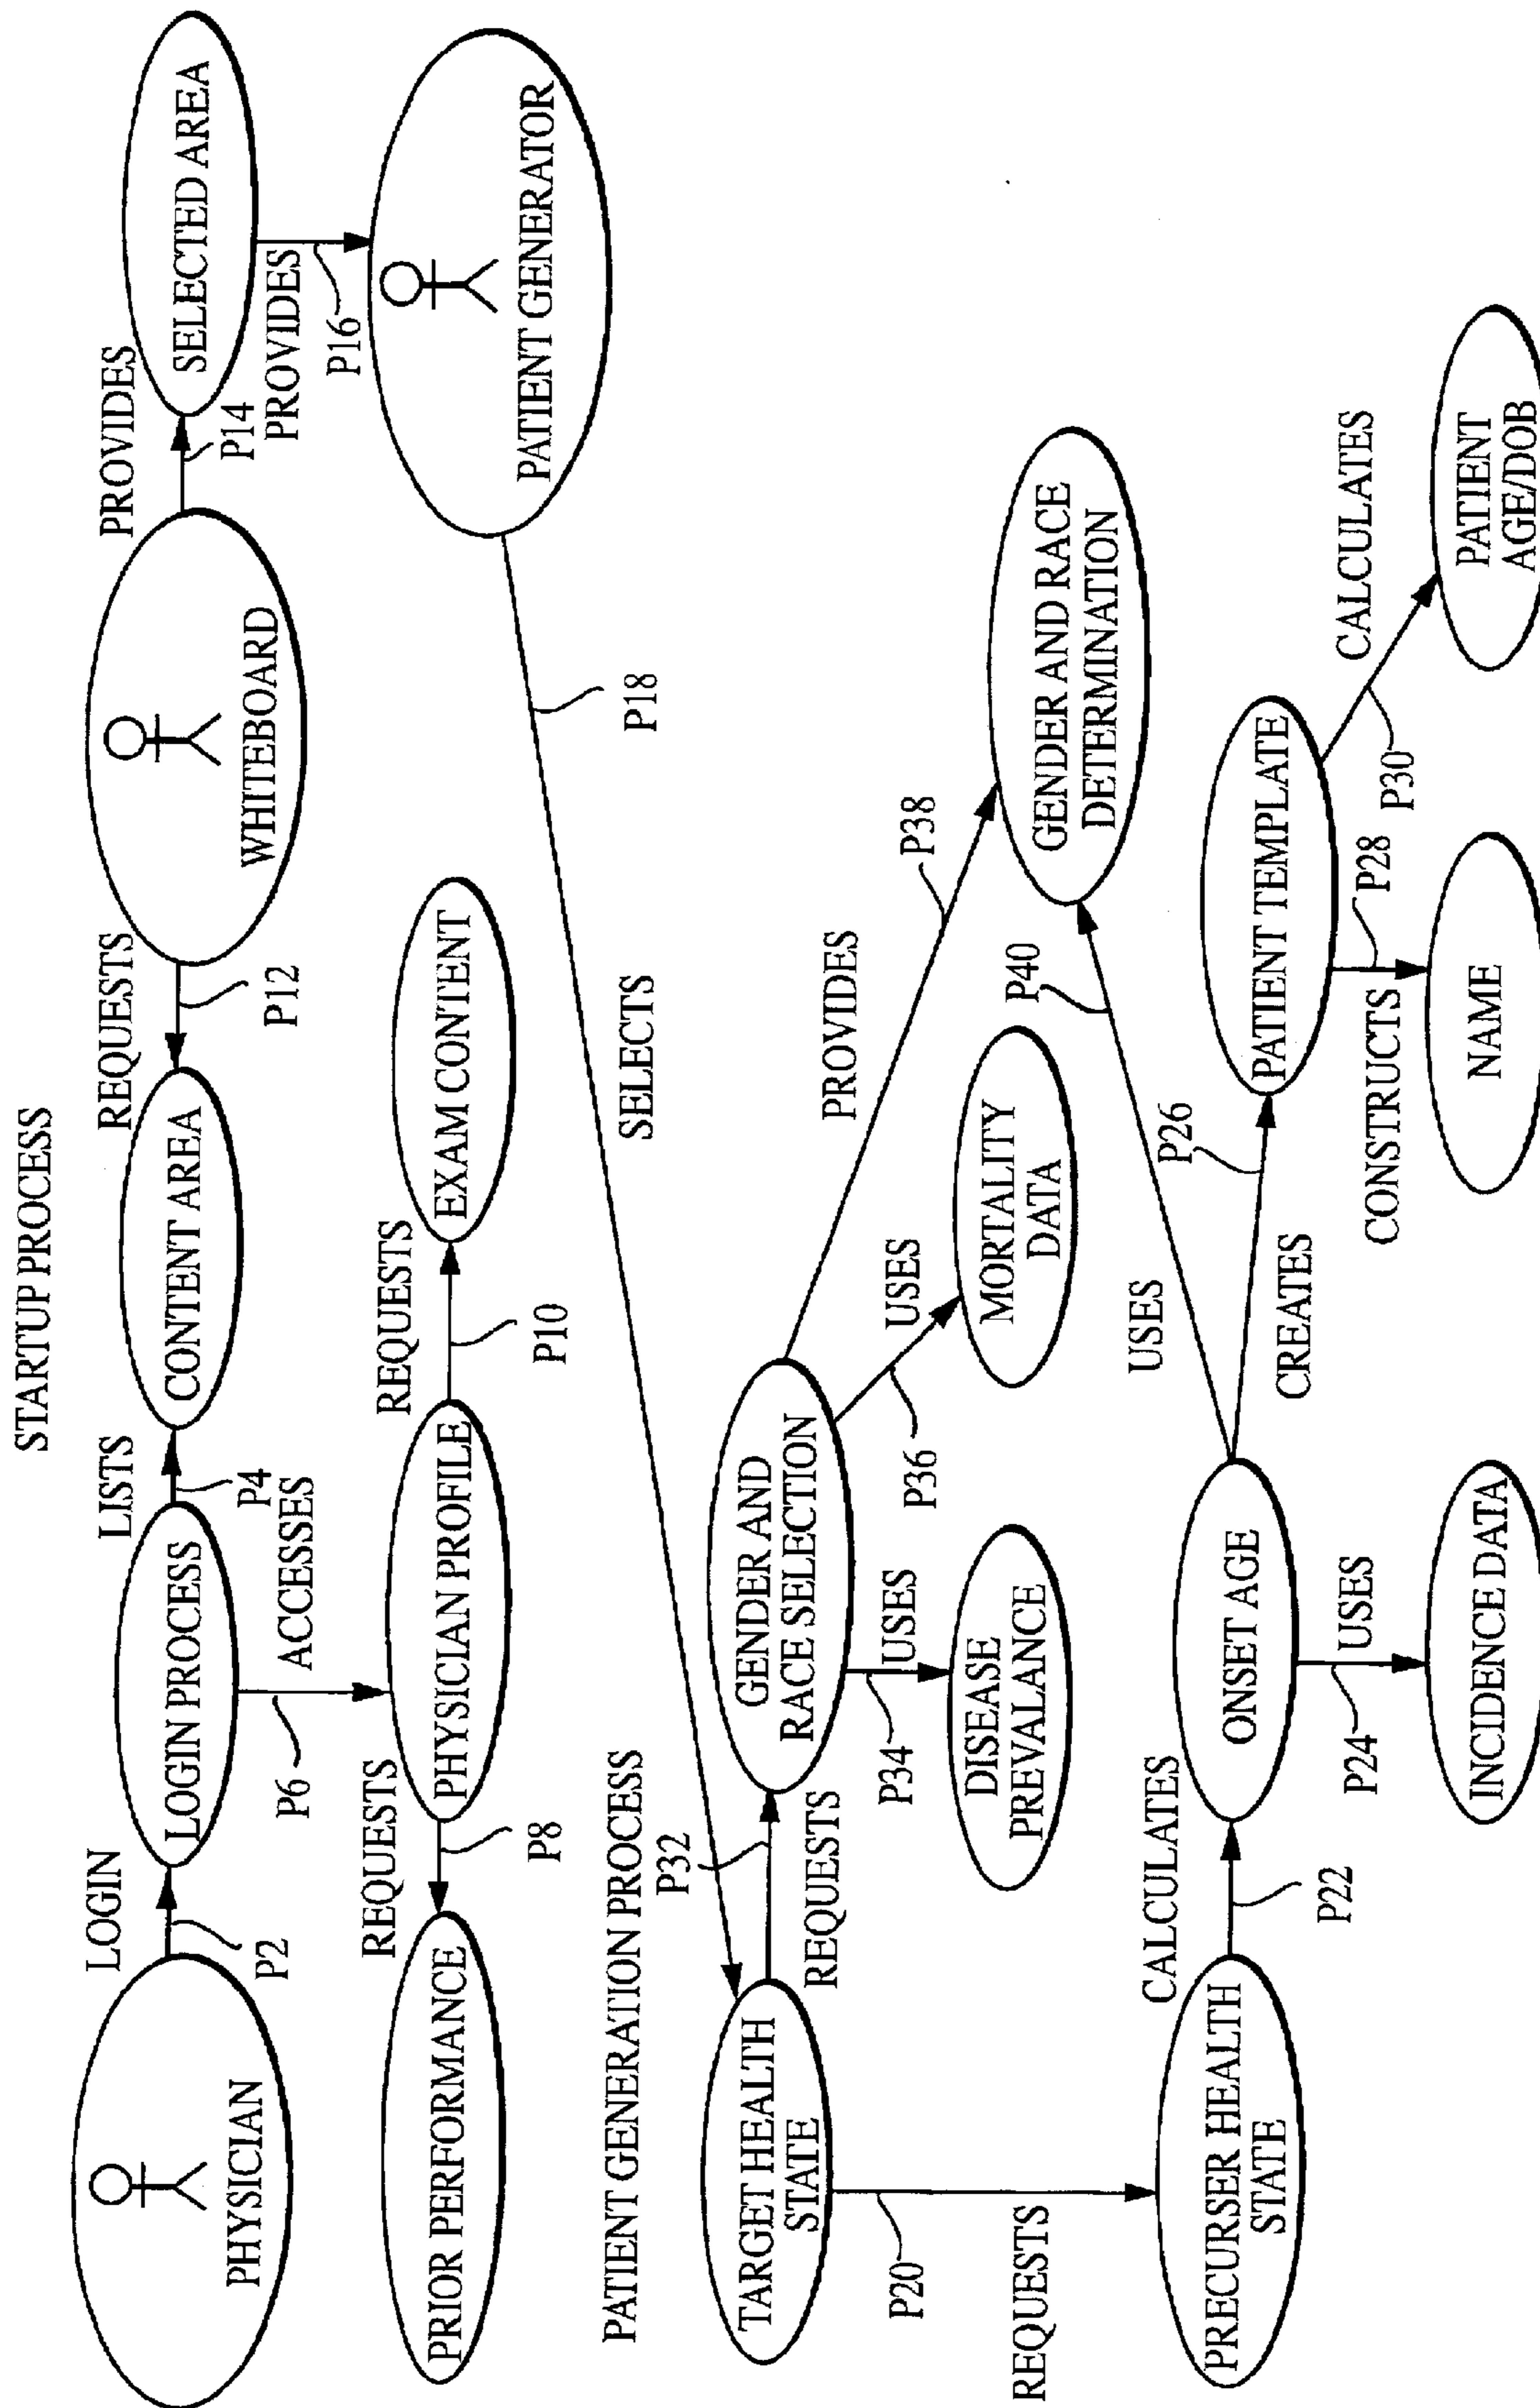 STARTUP PROCESS
LOGIN
LISTS
REQUESTS
PROVIDES
PHYSICIAN
LOGIN PROCESS
CONTENT AREA
WHITEBOARD
SELECTED AREA
P2
P4
P12
P14
P6
ACCESSES
PROVIDES
P16
REQUESTS
REQUESTS
PRIOR PERFORMANCE
PHYSICIAN PROFILE
EXAM CONTENT
PATIENT GENERATOR
P8
P10
SELECTS
P18
PATIENT GENERATION PROCESS
P32
TARGET HEALTH
STATE
REQUESTS
GENDER AND
RACE SELECTION
PROVIDES
P38
P34
USES
P36
USES
P20
DISEASE
PREVALANCE
MORTALITY
DATA
P40
GENDER AND RACE
DETERMINATION
REQUESTS
CALCULATES
USES
P26
PRECURSER HEALTH
STATE
ONSET AGE
CREATES
PATIENT TEMPLATE
P22
CALCULATES
P24
USES
CONSTRUCTS
P28
P30
INCIDENCE DATA
NAME
PATIENT
AGE/DOB